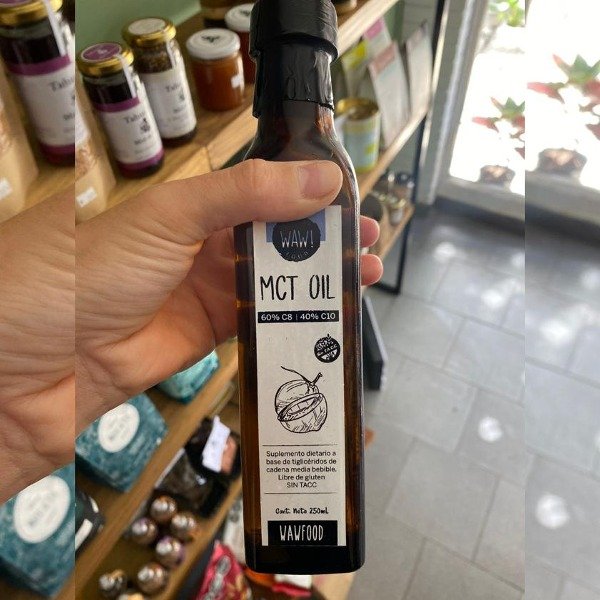 WAW!
MCT OIL
60% C8 | 40% C10
Suplemento dietario a
base de tiglicéridos de
cadena media bebible.
Libre de gluten
SIN TACC
Cont. Neto 250mL
WAWFOOD